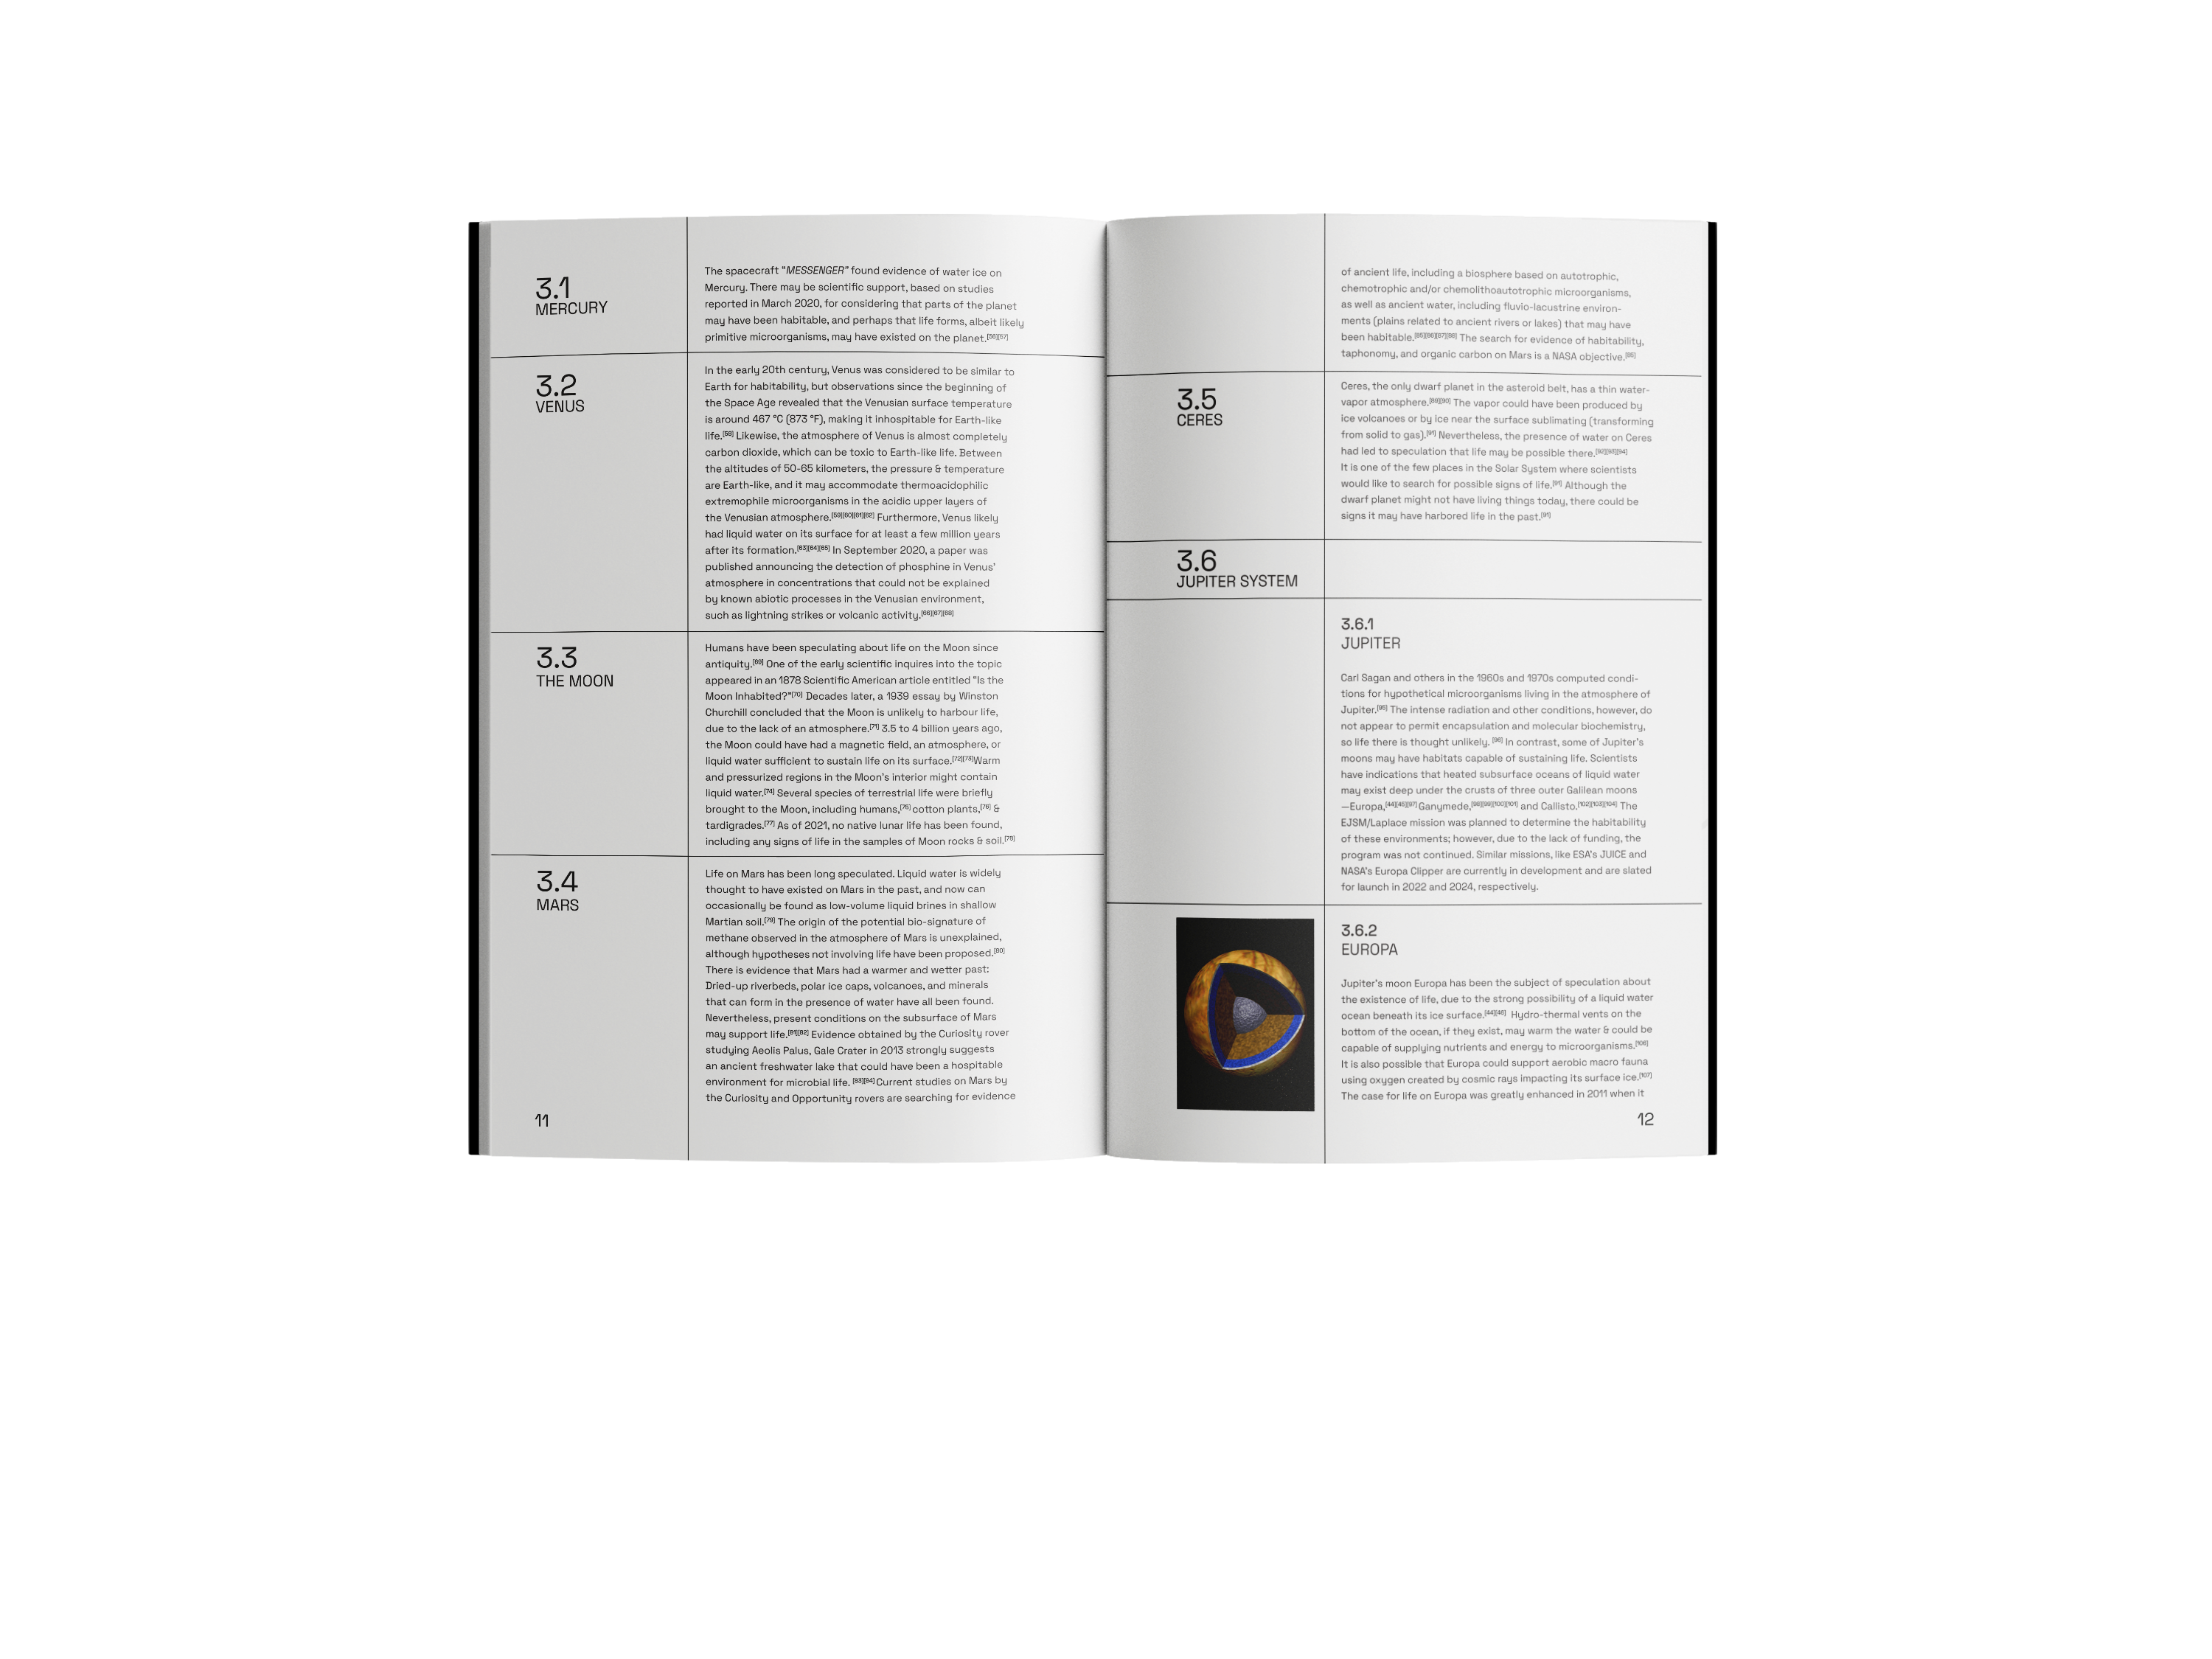 3.1
MERCURY
The spacecraft "MESSENGER" found evidence of water ice on
Mercury. There may be scientific support, based on studies
reported in March 2020, for considering that parts of the planet
may have been habitable, and perhaps that life forms, albeit likely
primitive microorganisms, may have existed on the planet.[56][57]
3.2
VENUS
In the early 20th century, Venus was considered to be similar to
Earth for habitability, but observations since the beginning of
the Space Age revealed that the Venusian surface temperature
is around 467 °C (873 °F), making it inhospitable for Earth-like
life.[58] Likewise, the atmosphere of Venus is almost completely
carbon dioxide, which can be toxic to Earth-like life. Between
the altitudes of 50-65 kilometers, the pressure & temperature
are Earth-like, and it may accommodate thermoacidophilic
extremophile microorganisms in the acidic upper layers of
the Venusian atmosphere.[59][60][61][62] Furthermore, Venus likely
had liquid water on its surface for at least a few million years
after its formation.[63][64][65] In September 2020, a paper was
published announcing the detection of phosphine in Venus'
atmosphere in concentrations that could not be explained
by known abiotic processes in the Venusian environment,
such as lightning strikes or volcanic activity.[66][67][68]
3.3
THE MOON
Humans have been speculating about life on the Moon since
antiquity.[69] One of the early scientific inquires into the topic
appeared in an 1878 Scientific American article entitled "Is the
Moon Inhabited?"[70] Decades later, a 1939 essay by Winston
Churchill concluded that the Moon is unlikely to harbour life,
due to the lack of an atmosphere.[71] 3.5 to 4 billion years ago,
the Moon could have had a magnetic field, an atmosphere, or
liquid water sufficient to sustain life on its surface.[72][73]Warm
and pressurized regions in the Moon's interior might contain
liquid water.[74] Several species of terrestrial life were briefly
brought to the Moon, including humans,[75] cotton plants,[76] &
tardigrades.[77] As of 2021, no native lunar life has been found,
including any signs of life in the samples of Moon rocks & soil.[78]
3.4
MARS
Life on Mars has been long speculated. Liquid water is widely
thought to have existed on Mars in the past, and now can
occasionally be found as low-volume liquid brines in shallow
Martian soil.[79] The origin of the potential bio-signature of
methane observed in the atmosphere of Mars is unexplained,
although hypotheses not involving life have been proposed.[80]
There is evidence that Mars had a warmer and wetter past:
Dried-up riverbeds, polar ice caps, volcanoes, and minerals
that can form in the presence of water have all been found.
Nevertheless, present conditions on the subsurface of Mars
may support life.[81][82] Evidence obtained by the Curiosity rover
studying Aeolis Palus, Gale Crater in 2013 strongly suggests
an ancient freshwater lake that could have been a hospitable
environment for microbial life. [83][84]Current studies on Mars by
the Curiosity and Opportunity rovers are searching for evidence
11
of ancient life, including a biosphere based on autotrophic,
chemotrophic and/or chemolithoautotrophic microorganisms,
as well as ancient water, including fluvio-lacustrine environ-
ments (plains related to ancient rivers or lakes) that may have
been habitable.[85][86][87][88] The search for evidence of habitability,
taphonomy, and organic carbon on Mars is a NASA objective.[85]
3.5
CERES
Ceres, the only dwarf planet in the asteroid belt, has a thin water-
vapor atmosphere.[89][90] The vapor could have been produced by
ice volcanoes or by ice near the surface sublimating (transforming
from solid to gas).[91] Nevertheless, the presence of water on Ceres
had led to speculation that life may be possible there.[92][93][94]
It is one of the few places in the Solar System where scientists
would like to search for possible signs of life.[91] Although the
dwarf planet might not have living things today, there could be
signs it may have harbored life in the past.[91]
3.6
JUPITER SYSTEM
3.6.1
JUPITER
Carl Sagan and others in the 1960s and 1970s computed condi-
tions for hypothetical microorganisms living in the atmosphere of
Jupiter.[95] The intense radiation and other conditions, however, do
not appear to permit encapsulation and molecular biochemistry,
so life there is thought unlikely. [96] In contrast, some of Jupiter's
moons may have habitats capable of sustaining life. Scientists
have indications that heated subsurface oceans of liquid water
may exist deep under the crusts of three outer Galilean moons
—Europa,[44][45][97]Ganymede,[98][99][100][101] and Callisto.[102][103][104] The
EJSM/Laplace mission was planned to determine the habitability
of these environments; however, due to the lack of funding, the
program was not continued. Similar missions, like ESA's JUICE and
NASA's Europa Clipper are currently in development and are slated
for launch in 2022 and 2024, respectively.
3.6.2
EUROPA
Jupiter's moon Europa has been the subject of speculation about
the existence of life, due to the strong possibility of a liquid water
ocean beneath its ice surface.[44][46] Hydro-thermal vents on the
bottom of the ocean, if they exist, may warm the water & could be
capable of supplying nutrients and energy to microorganisms.[106]
It is also possible that Europa could support aerobic macro fauna
using oxygen created by cosmic rays impacting its surface ice.[107]
The case for life on Europa was greatly enhanced in 2011 when it
12